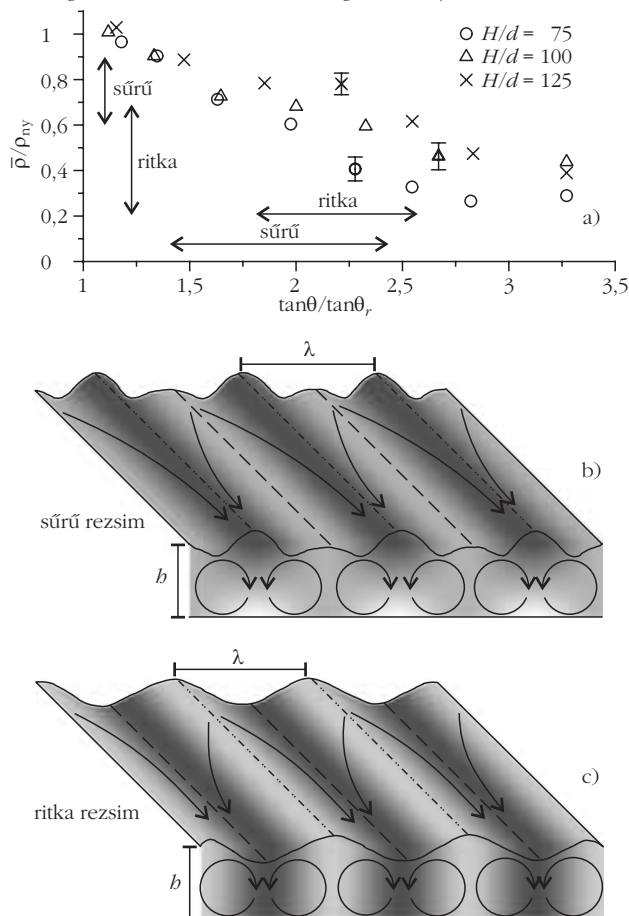 H/d = 75
H/d = 100
H/d = 125
1
0,8
0,6
0,4
0,2
0
ρ̄/ρny
sűrű
ritka
ritka
sűrű
a)
1
1,5
2
2,5
3
3,5
tanθ/tanθr
λ
b)
sűrű rezsim
h
λ
c)
ritka rezsim
h